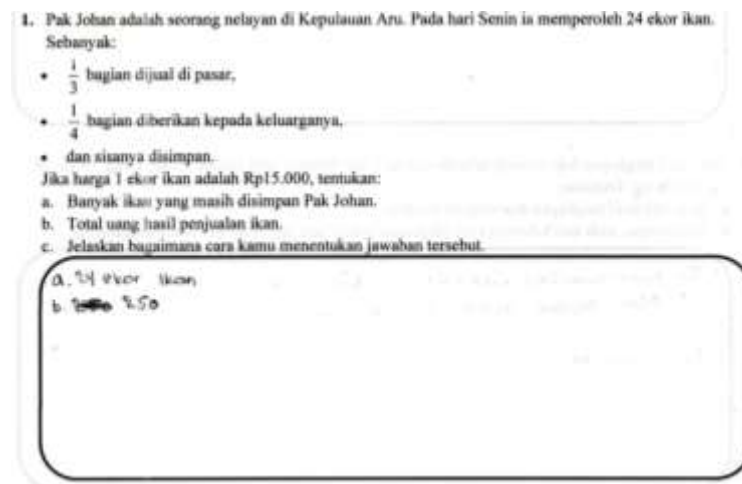 1. Pak Johan adalah seorang nelayan di Kepulauan Aru. Pada hari Senin ia memperoleh 24 ekor ikan.
Sebanyak:
• 1/3 bagian dijual di pasar,
• 1/4 bagian diberikan kepada keluarganya,
• dan sisanya disimpan.
Jika harga 1 ekor ikan adalah Rp15.000, tentukan:
a. Banyak ikan yang masih disimpan Pak Johan.
b. Total uang hasil penjualan ikan.
c. Jelaskan bagaimana cara kamu menentukan jawaban tersebut.
a. 24 ekor ikan
b. 250